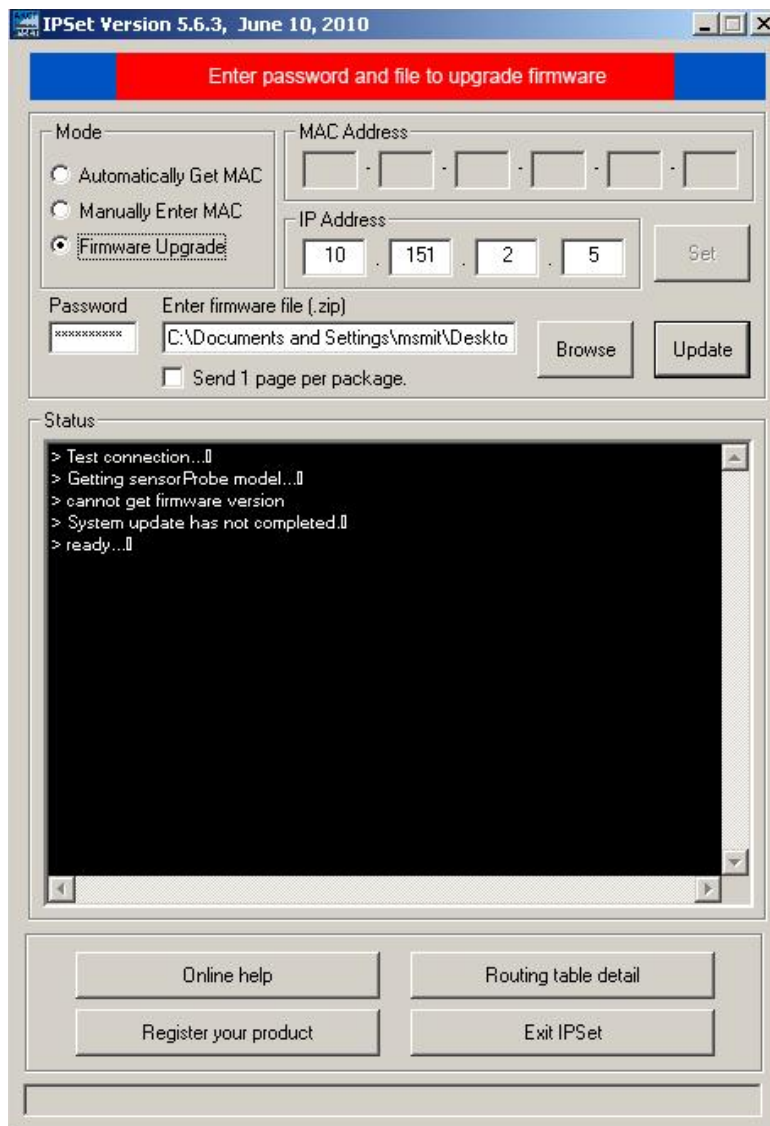 IPSet Version 5.6.3, June 10, 2010
Enter password and file to upgrade firmware
Mode
Automatically Get MAC
Manually Enter MAC
Firmware Upgrade
MAC Address
- - - - -
IP Address
10 . 151 . 2 . 5
Set
Password
xxxxxxxxxx
Enter firmware file (.zip)
C:\Documents and Settings\msmit\Deskto
Browse
Update
Send 1 page per package.
Status
> Test connection...▯
> Getting sensorProbe model...▯
> cannot get firmware version
> System update has not completed.▯
> ready...▯
Online help
Routing table detail
Register your product
Exit IPSet